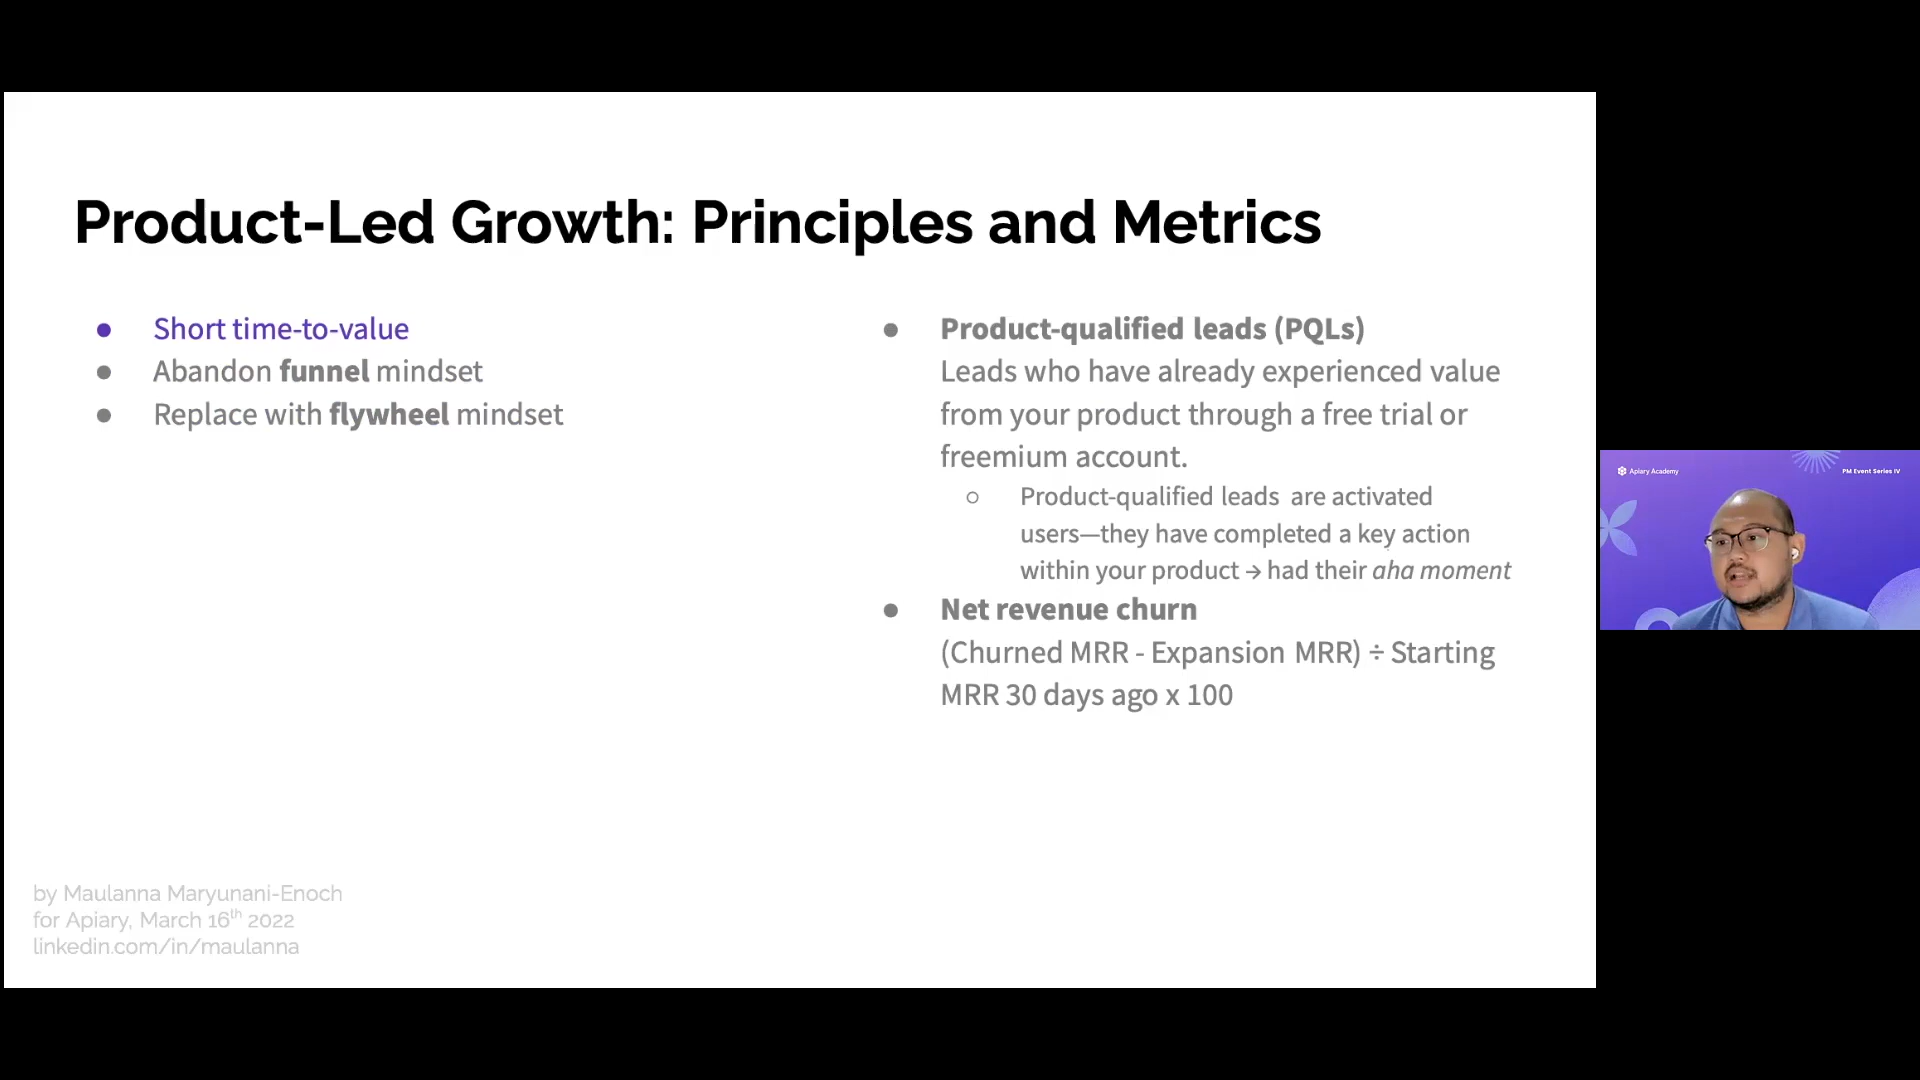 Product-Led Growth: Principles and Metrics
● Short time-to-value
● Abandon funnel mindset
● Replace with flywheel mindset
● Product-qualified leads (PQLs)
Leads who have already experienced value
from your product through a free trial or
freemium account.
○ Product-qualified leads are activated
users—they have completed a key action
within your product → had their aha moment
● Net revenue churn
(Churned MRR - Expansion MRR) ÷ Starting
MRR 30 days ago x 100
by Maulanna Maryunani-Enoch
for Apiary, March 16th 2022
linkedin.com/in/maulanna
Apiary Academy
PM Event Series IV